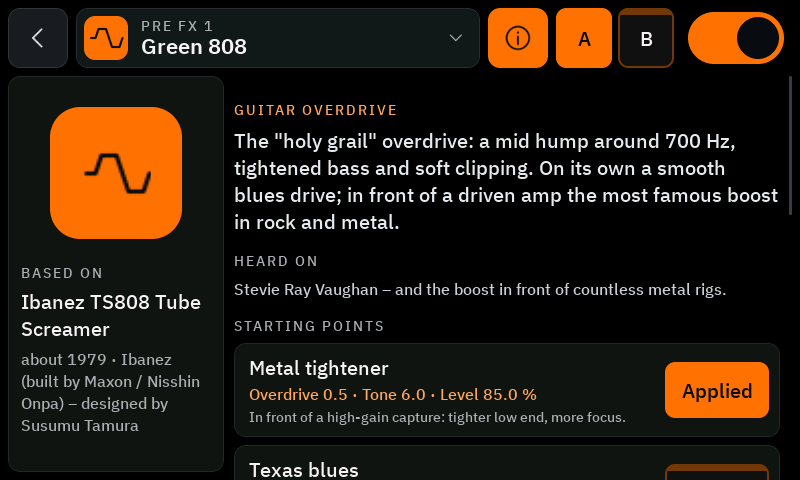 PRE FX 1
Green 808
A
B
BASED ON
Ibanez TS808 Tube
Screamer
about 1979 · Ibanez
(built by Maxon / Nisshin
Onpa) – designed by
Susumu Tamura
GUITAR OVERDRIVE
The "holy grail" overdrive: a mid hump around 700 Hz,
tightened bass and soft clipping. On its own a smooth
blues drive; in front of a driven amp the most famous boost
in rock and metal.
HEARD ON
Stevie Ray Vaughan – and the boost in front of countless metal rigs.
STARTING POINTS
Metal tightener
Overdrive 0.5 · Tone 6.0 · Level 85.0 %
In front of a high-gain capture: tighter low end, more focus.
Applied
Texas blues